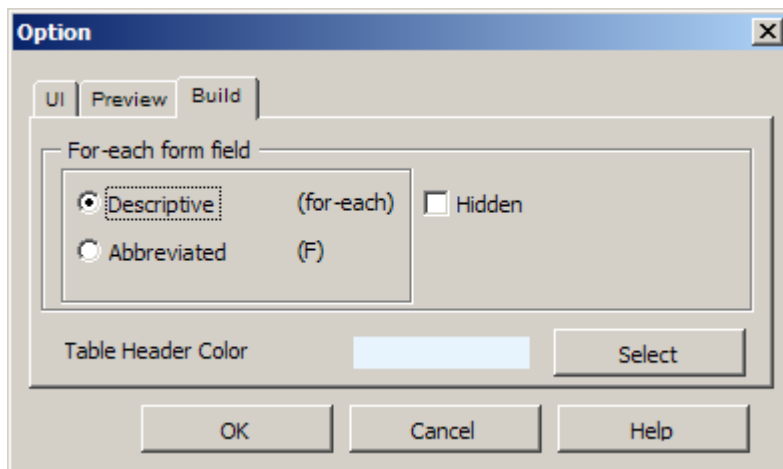 Option
UI Preview Build
For-each form field
Descriptive (for-each) Hidden
Abbreviated (F)
Table Header Color Select
OK Cancel Help